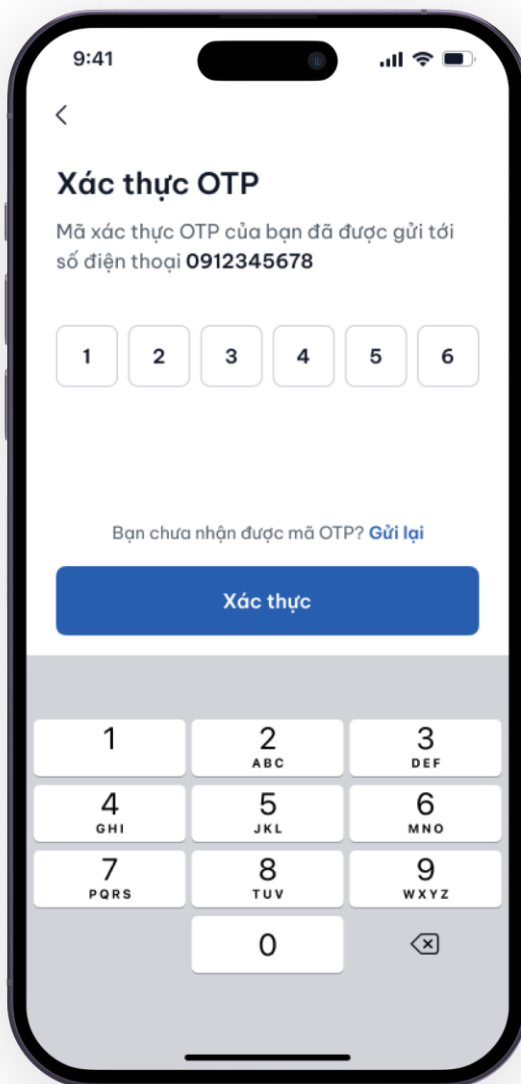 9:41
Xác thực OTP
Mã xác thực OTP của bạn đã được gửi tới
số điện thoại 0912345678
1 2 3 4 5 6
Bạn chưa nhận được mã OTP? Gửi lại
Xác thực
1 2 3
ABC DEF
4 5 6
GHI JKL MNO
7 8 9
PQRS TUV WXYZ
0